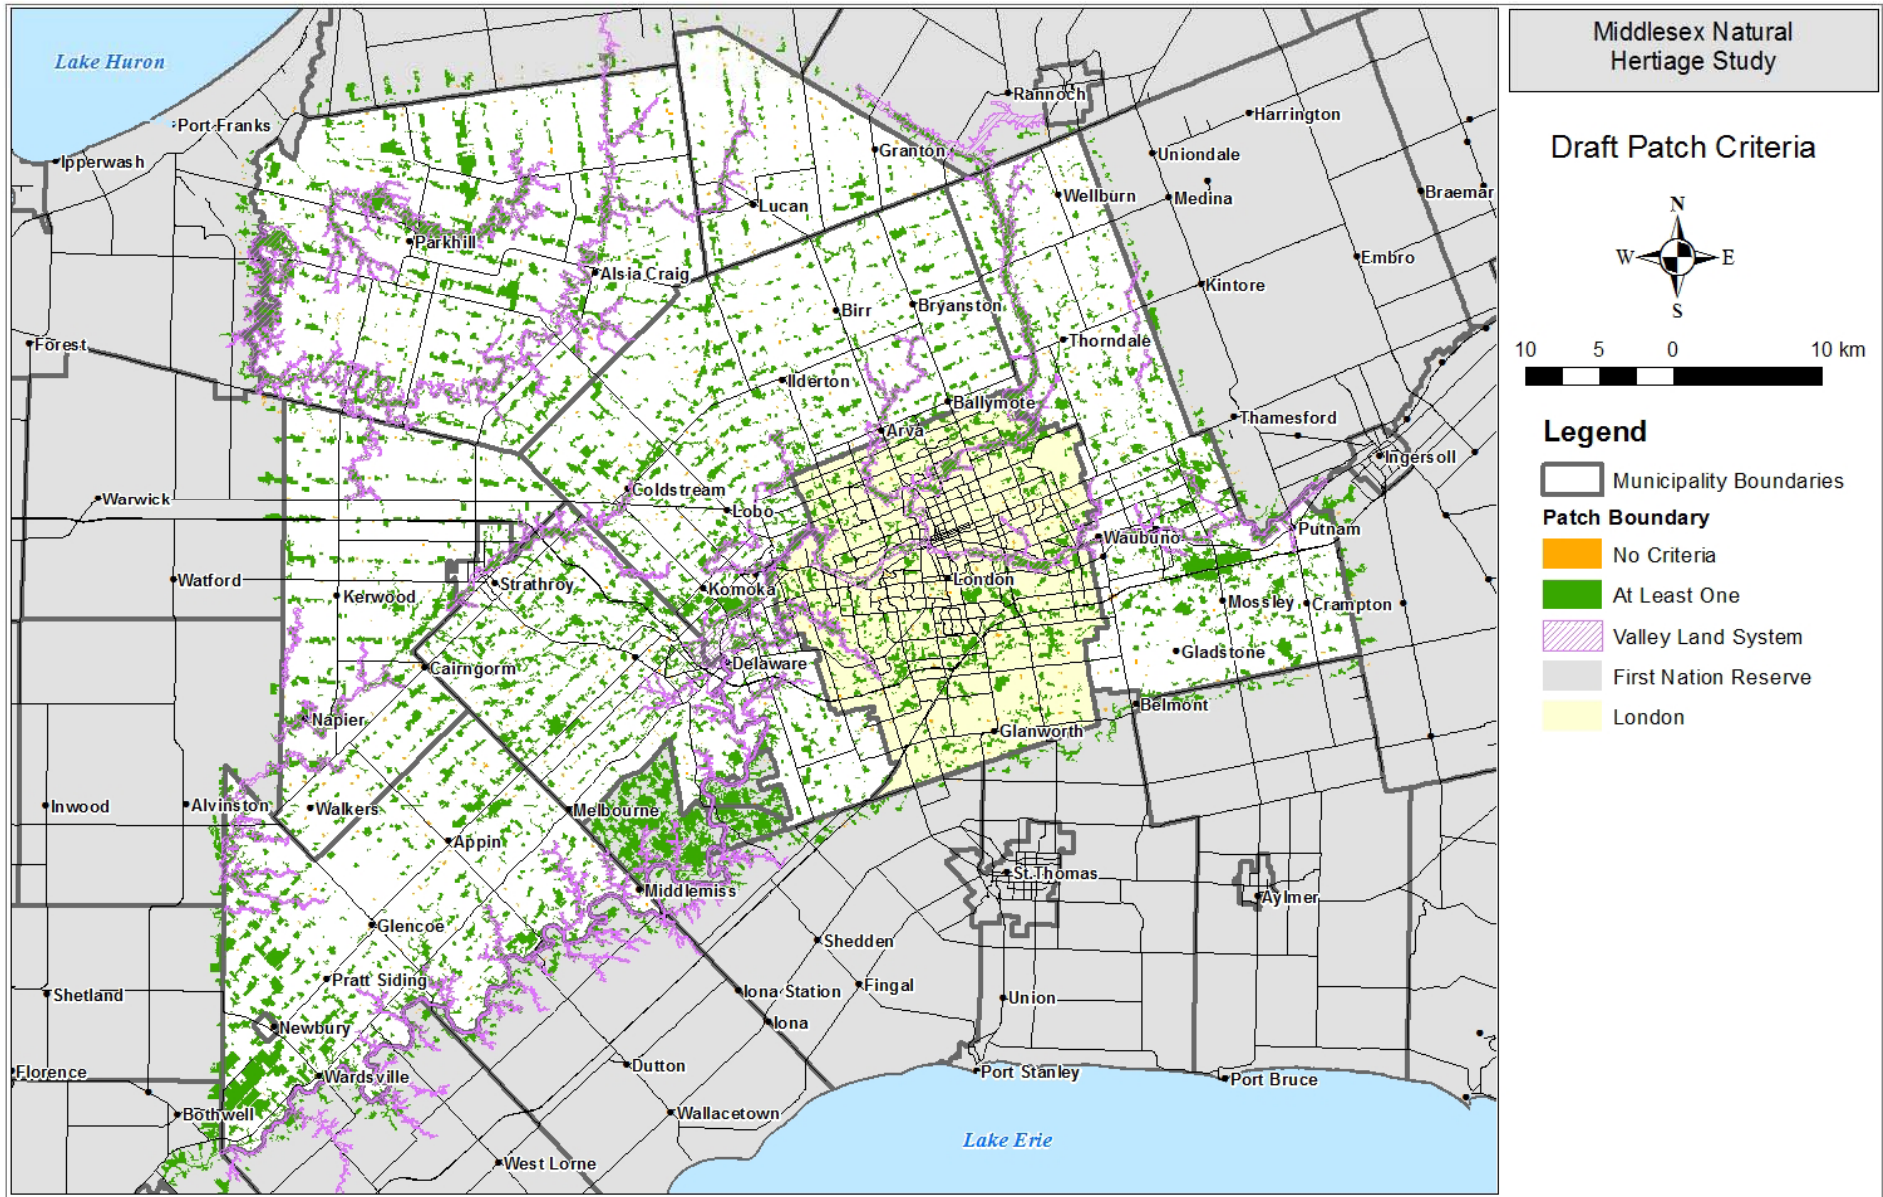 Middlesex Natural
Hertiage Study
Draft Patch Criteria
N
W E
S
10 5 0 10 km
Legend
Municipality Boundaries
Patch Boundary
No Criteria
At Least One
Valley Land System
First Nation Reserve
London
Lake Huron
Rannoch
Harrington
Port Franks
Ipperwash
Granton
Uniondale
Braemar
Wellburn
Medina
Lucan
Parkhill
Alsia Craig
Embro
Kintore
Birr
Bryanston
Forest
Thorndale
Ilderton
Ballymote
Arva
Thamesford
Ingersoll
Coldstream
Warwick
Lobo
Putnam
Waubuno
Watford
Strathroy
London
Komoka
Kerwood
Mossley
Crampton
Gladstone
Delaware
Cairngorm
Belmont
Napier
Glanworth
Inwood
Alvinston
Walkers
Melbourne
Appin
St.Thomas
Middlemiss
Aylmer
Glencoe
Shedden
Pratt Siding
Fingal
Iona Station
Shetland
Union
Iona
Newbury
Dutton
Florence
Wardsville
Port Stanley
Port Bruce
Bothwell
Wallacetown
Lake Erie
West Lorne